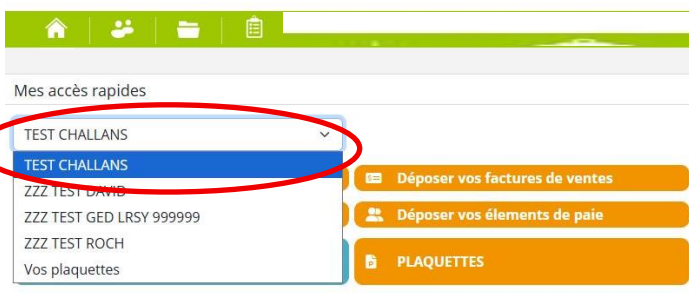 Mes accès rapides
TEST CHALLANS
TEST CHALLANS
ZZZ TEST DAVID
ZZZ TEST GED LRSY 999999
ZZZ TEST ROCH
Vos plaquettes
Déposer vos factures de ventes
Déposer vos élements de paie
PLAQUETTES